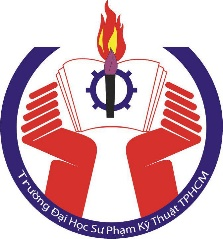 Trường Đại Học Sư Phạm Kỹ Thuật TPHCM